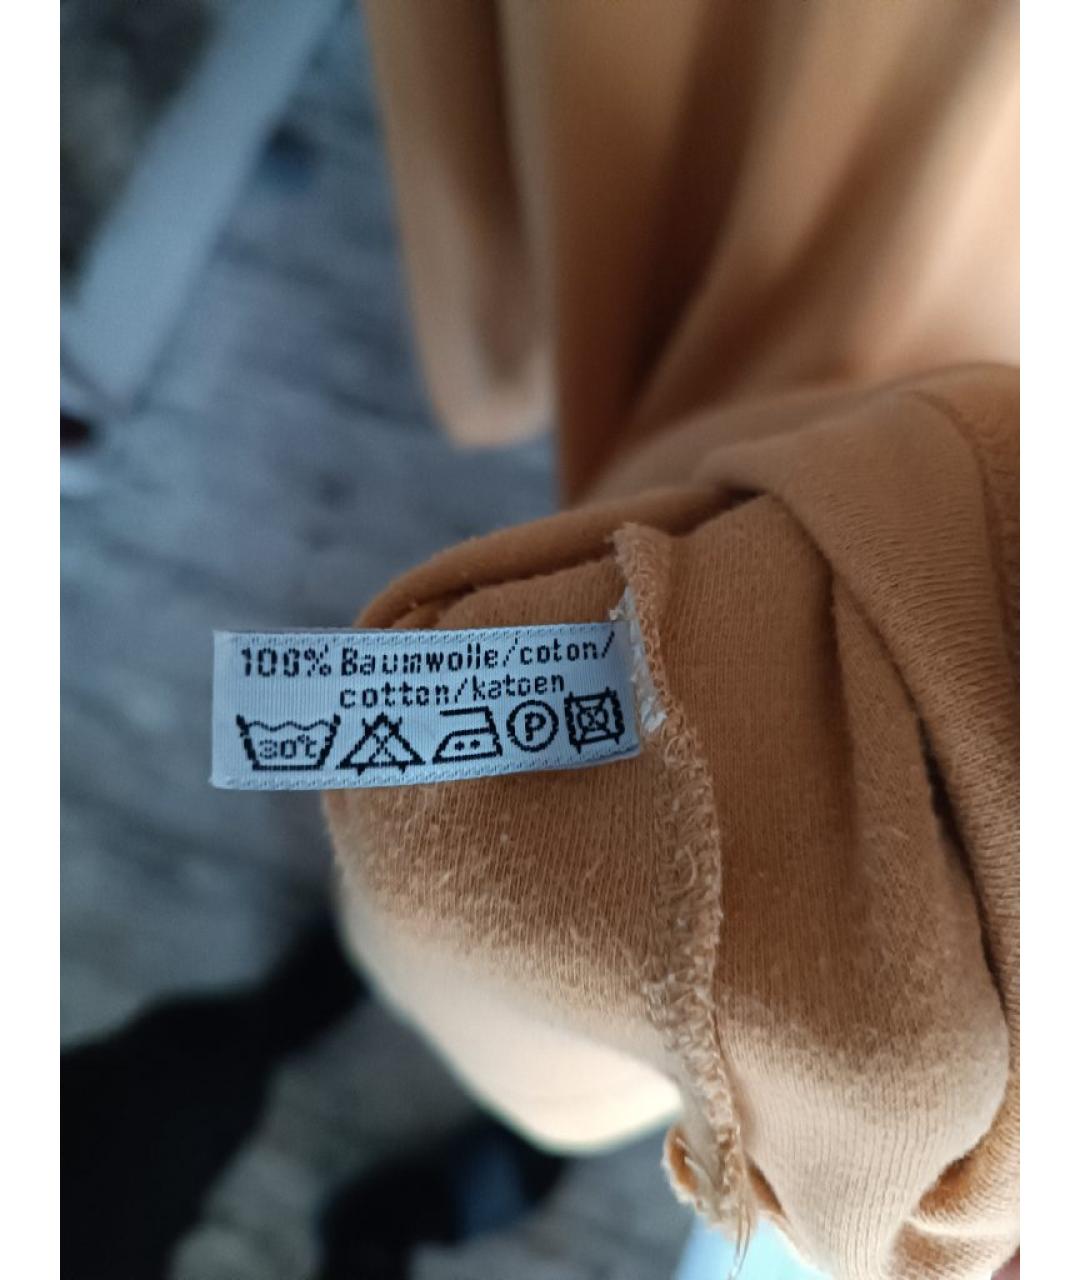 100% Baumwolle/coton/
cotton/katoen
30°C P